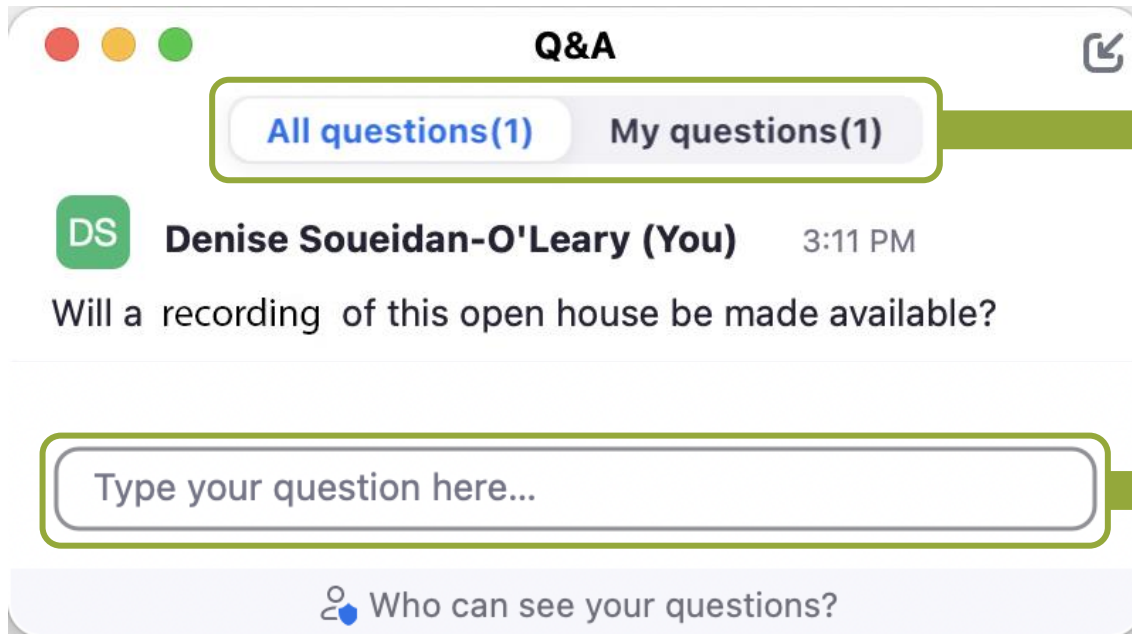 Q&A
All questions(1) My questions(1)
DS Denise Soueidan-O'Leary (You) 3:11 PM
Will a recording of this open house be made available?
Type your question here...
Who can see your questions?